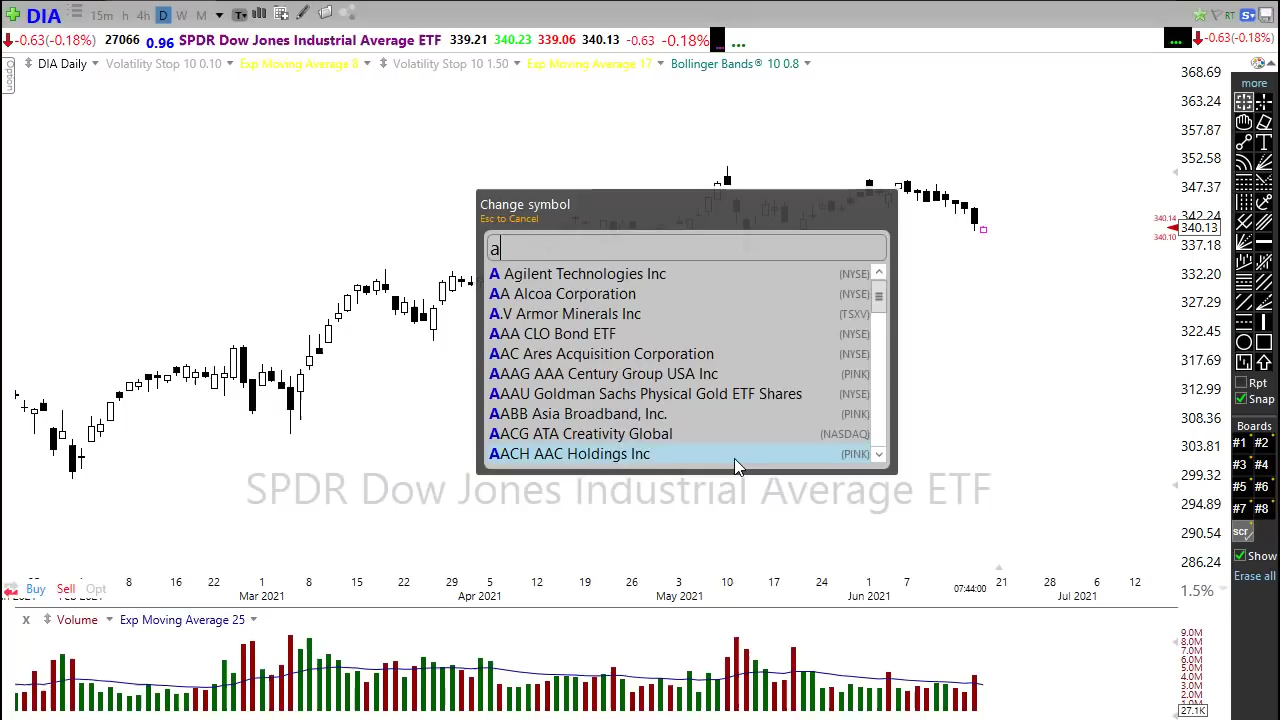 DIA 15m h 4h D W M T RT S
-0.63(-0.18%) 27066 0.96 SPDR Dow Jones Industrial Average ETF 339.21 340.23 339.06 340.13 -0.63 -0.18% ... ... -0.63(-0.18%)
Option
DIA Daily Volatility Stop 10 0.10 Exp Moving Average 8 Volatility Stop 10 1.50 Exp Moving Average 17 Bollinger Bands® 10 0.8
368.69
363.24
357.87
352.58
347.37
342.24
340.14
340.13
340.10
337.18
332.20
327.29
322.45
317.69
312.99
308.36
303.81
299.32
294.89
290.54
286.24
1.5%
Change symbol
Esc to Cancel
a
A Agilent Technologies Inc (NYSE)
AA Alcoa Corporation (NYSE)
A.V Armor Minerals Inc (TSXV)
AAA CLO Bond ETF (NYSE)
AAC Ares Acquisition Corporation (NYSE)
AAAG AAA Century Group USA Inc (PINK)
AAAU Goldman Sachs Physical Gold ETF Shares (NYSE)
AABB Asia Broadband, Inc. (PINK)
AACG ATA Creativity Global (NASDAQ)
AACH AAC Holdings Inc (PINK)
SPDR Dow Jones Industrial Average ETF
more
T
Rpt
Snap
Boards
#1 #2
#3 #4
#5 #6
#7 #8
scr
Show
Erase all
8 16 22 1 8 15 22 29 5 12 19 26 3 10 17 24 1 7 21 28 6 12
Buy Sell Opt
Mar 2021 Apr 2021 May 2021 Jun 2021 07:44:00 Jul 2021
x Volume Exp Moving Average 25
9.0M
8.0M
7.0M
6.0M
5.0M
4.0M
3.0M
2.0M
27.1K